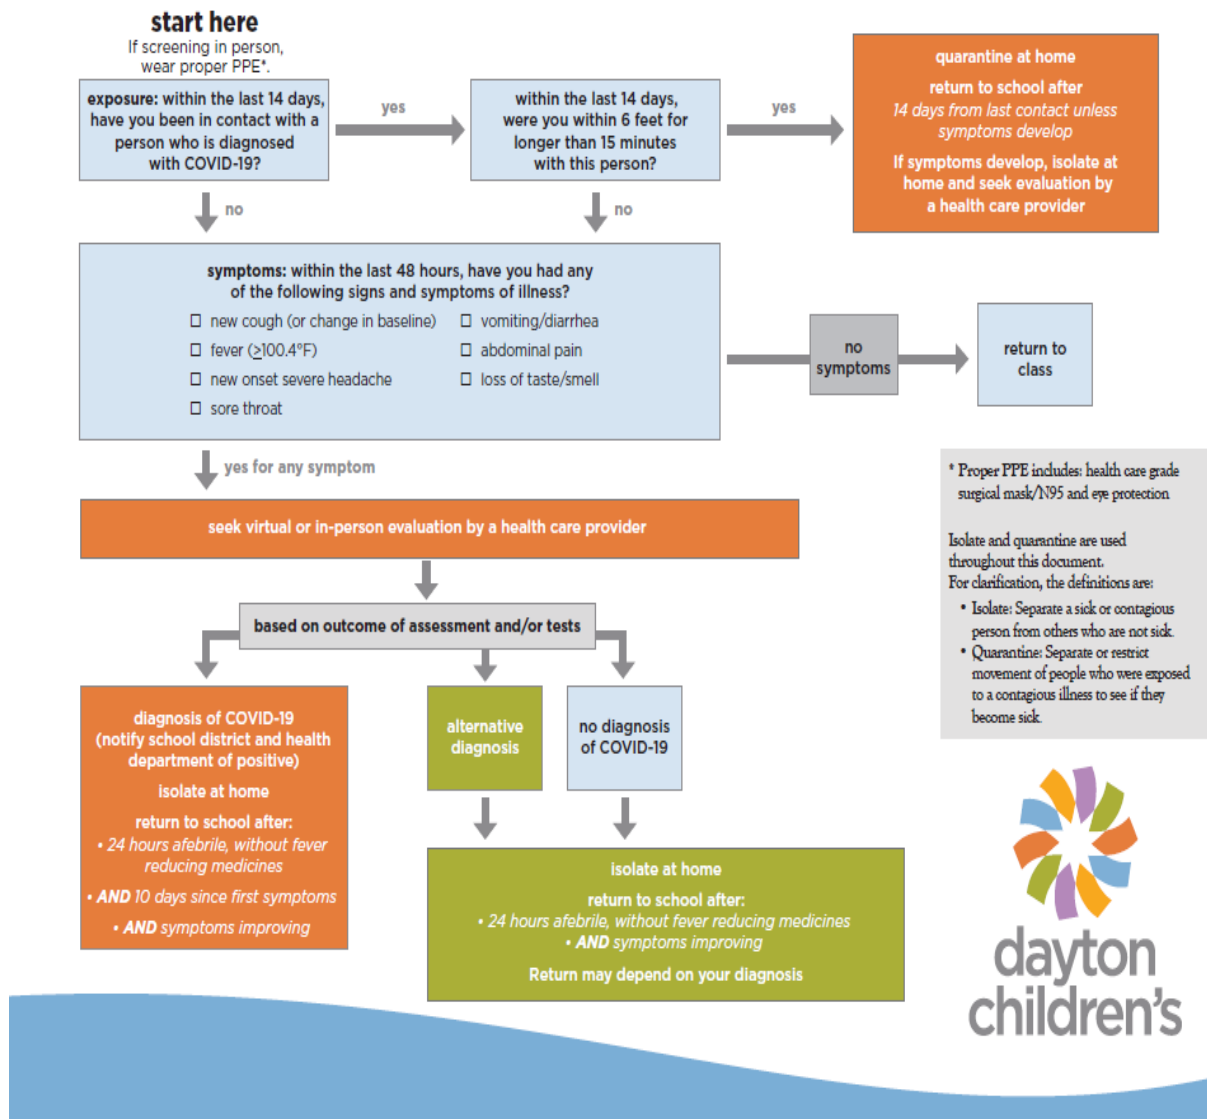 start here
If screening in person,
wear proper PPE*.
exposure: within the last 14 days,
have you been in contact with a
person who is diagnosed
with COVID-19?
yes
within the last 14 days,
were you within 6 feet for
longer than 15 minutes
with this person?
yes
quarantine at home
return to school after
14 days from last contact unless
symptoms develop
If symptoms develop, isolate at
home and seek evaluation by
a health care provider
no
no
symptoms: within the last 48 hours, have you had any
of the following signs and symptoms of illness?
☐ new cough (or change in baseline)
☐ fever (≥100.4°F)
☐ new onset severe headache
☐ sore throat
☐ vomiting/diarrhea
☐ abdominal pain
☐ loss of taste/smell
no
symptoms
return to
class
yes for any symptom
seek virtual or in-person evaluation by a health care provider
based on outcome of assessment and/or tests
diagnosis of COVID-19
(notify school district and health
department of positive)
isolate at home
return to school after:
• 24 hours afebrile, without fever
reducing medicines
• AND 10 days since first symptoms
• AND symptoms improving
alternative
diagnosis
no diagnosis
of COVID-19
isolate at home
return to school after:
• 24 hours afebrile, without fever reducing medicines
• AND symptoms improving
Return may depend on your diagnosis
* Proper PPE includes: health care grade
surgical mask/N95 and eye protection
Isolate and quarantine are used
throughout this document.
For clarification, the definitions are:
• Isolate: Separate a sick or contagious
person from others who are not sick.
• Quarantine: Separate or restrict
movement of people who were exposed
to a contagious illness to see if they
become sick.
dayton
children's